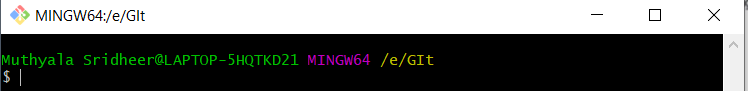 MINGW64:/e/GIt
Muthyala Sridheer@LAPTOP-5HQTKD21 MINGW64 /e/GIt
$